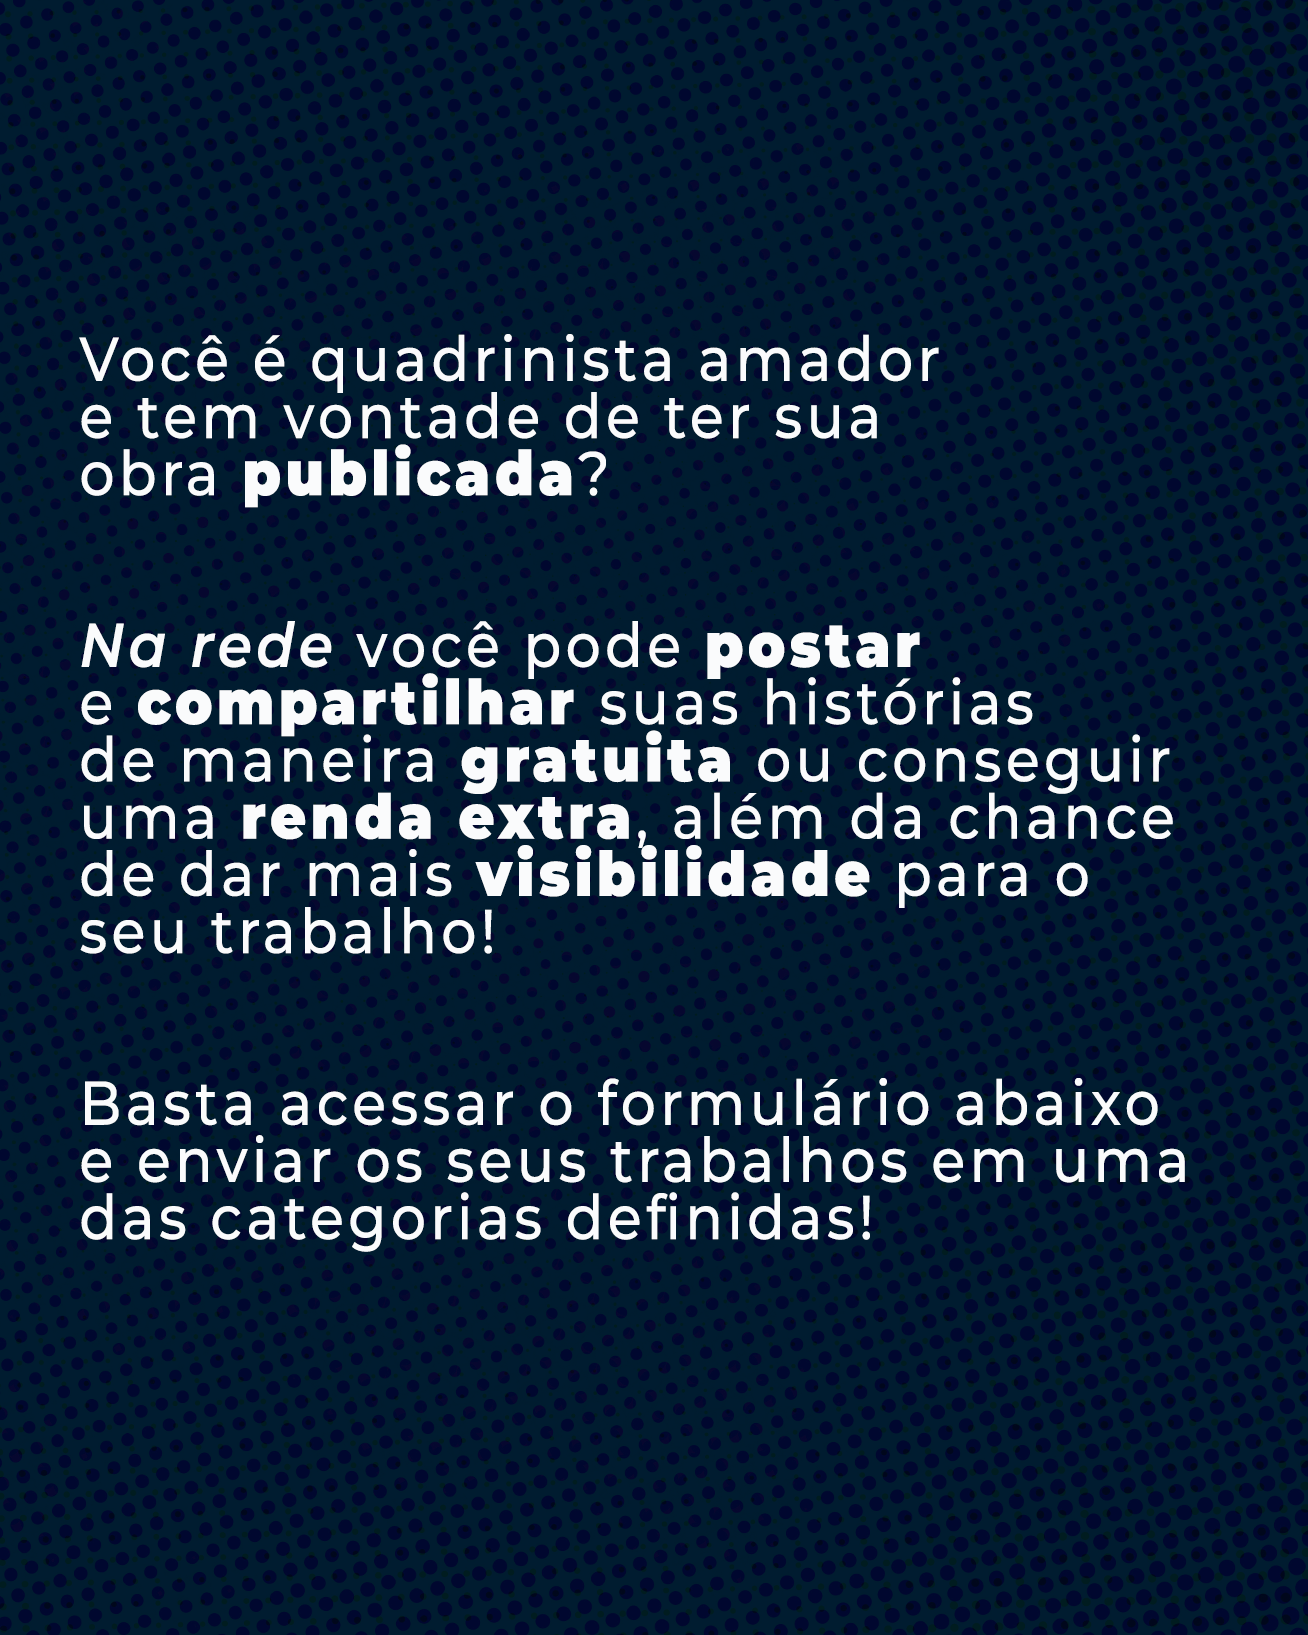 Você é quadrinista amador
e tem vontade de ter sua
obra publicada?
Na rede você pode postar
e compartilhar suas histórias
de maneira gratuita ou conseguir
uma renda extra, além da chance
de dar mais visibilidade para o
seu trabalho!
Basta acessar o formulário abaixo
e enviar os seus trabalhos em uma
das categorias definidas!